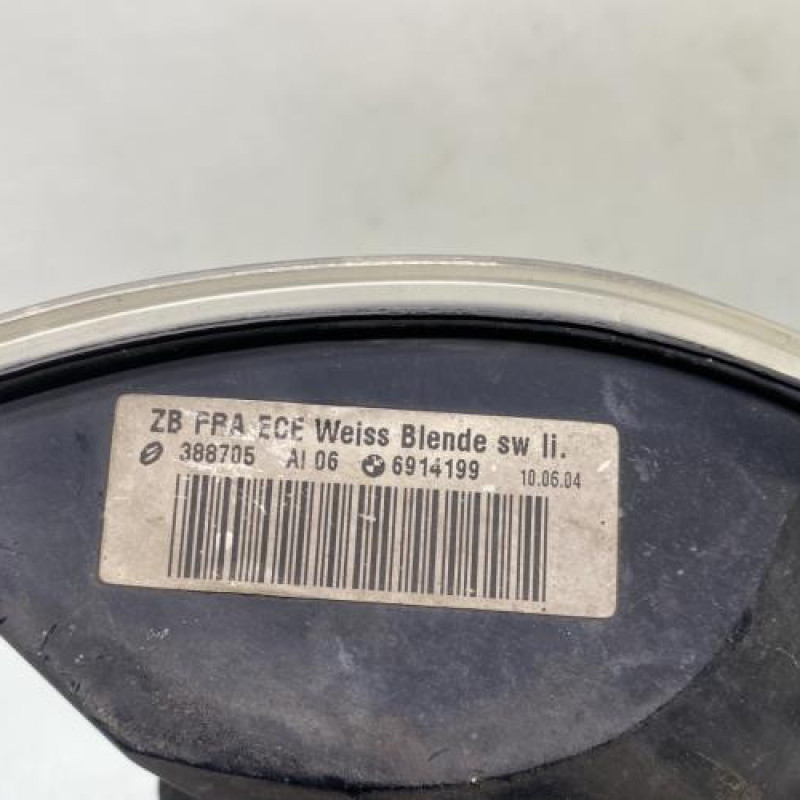 ZB FRA ECE Weiss Blende sw li.
388705 AI 06 6914199 10.06.04